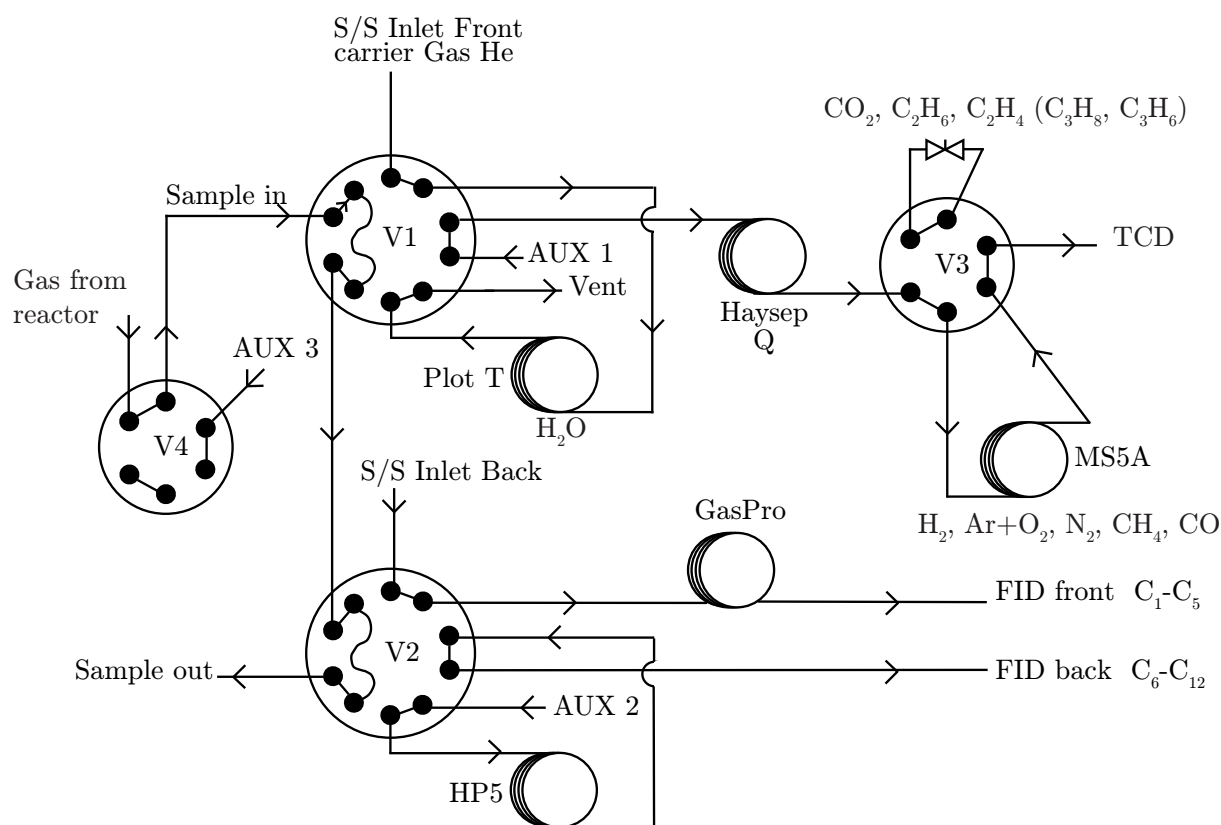 S/S Inlet Front
carrier Gas He
CO₂, C₂H₆, C₂H₄ (C₃H₈, C₃H₆)
Sample in
V1
AUX 1
Vent
V3
TCD
Gas from
reactor
Haysep
Q
AUX 3
Plot T
H₂O
V4
MS5A
S/S Inlet Back
GasPro
H₂, Ar+O₂, N₂, CH₄, CO
FID front C₁-C₅
V2
Sample out
FID back C₆-C₁₂
AUX 2
HP5